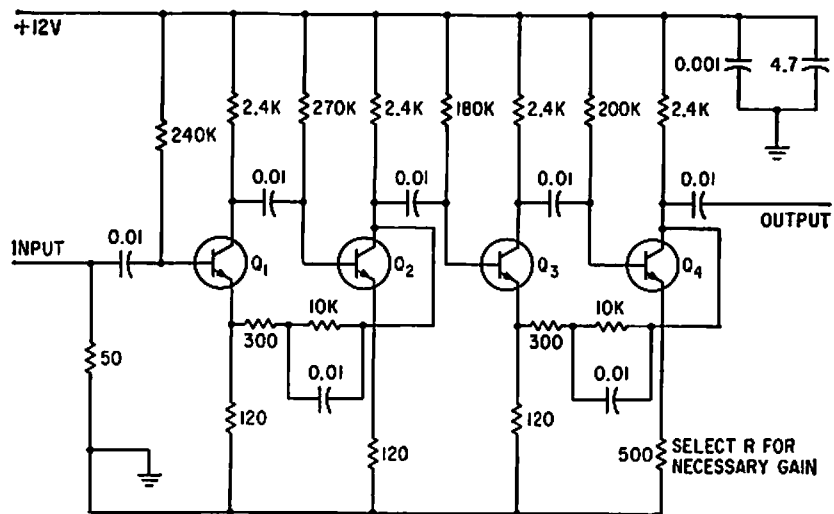 +12V
0.001
4.7
2.4K
270K
2.4K
180K
2.4K
200K
2.4K
240K
0.01
0.01
0.01
0.01
OUTPUT
INPUT
0.01
Q1
Q2
Q3
Q4
10K
10K
300
300
50
0.01
0.01
120
120
120
500
SELECT R FOR
NECESSARY GAIN